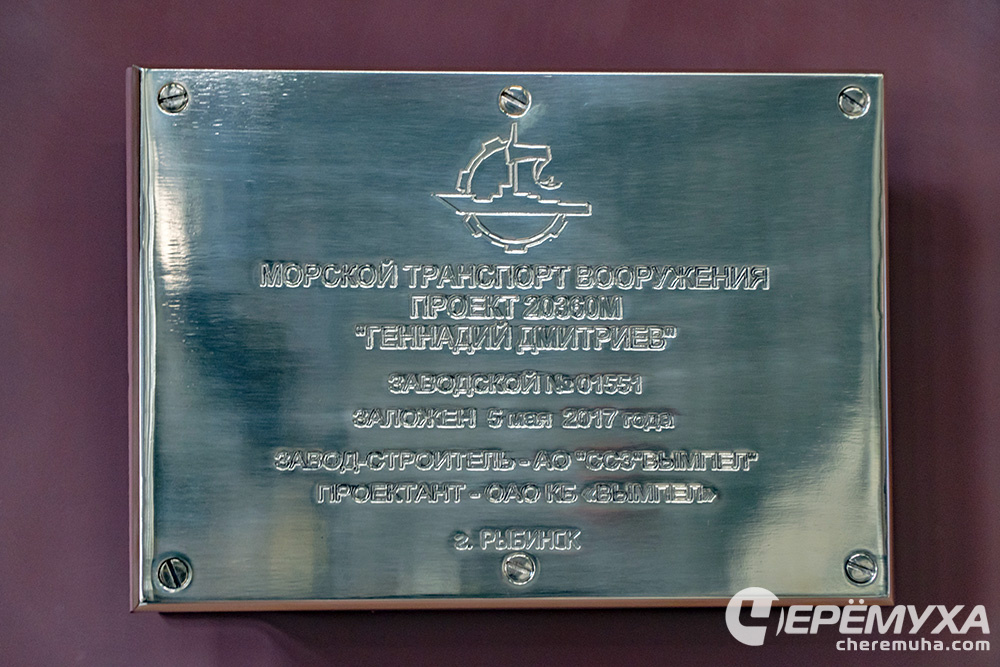 МОРСКОЙ ТРАНСПОРТ ВООРУЖЕНИЯ
ПРОЕКТ 20360М
"ГЕННАДИЙ ДМИТРИЕВ"
ЗАВОДСКОЙ № 01551
ЗАЛОЖЕН 5 мая 2017 года
ЗАВОД-СТРОИТЕЛЬ - АО "ССЗ"ВЫМПЕЛ"
ПРОЕКТАНТ - ОАО КБ «ВЫМПЕЛ»
г. РЫБИНСК
ЧЕРЁМУХА
cheremuha.com